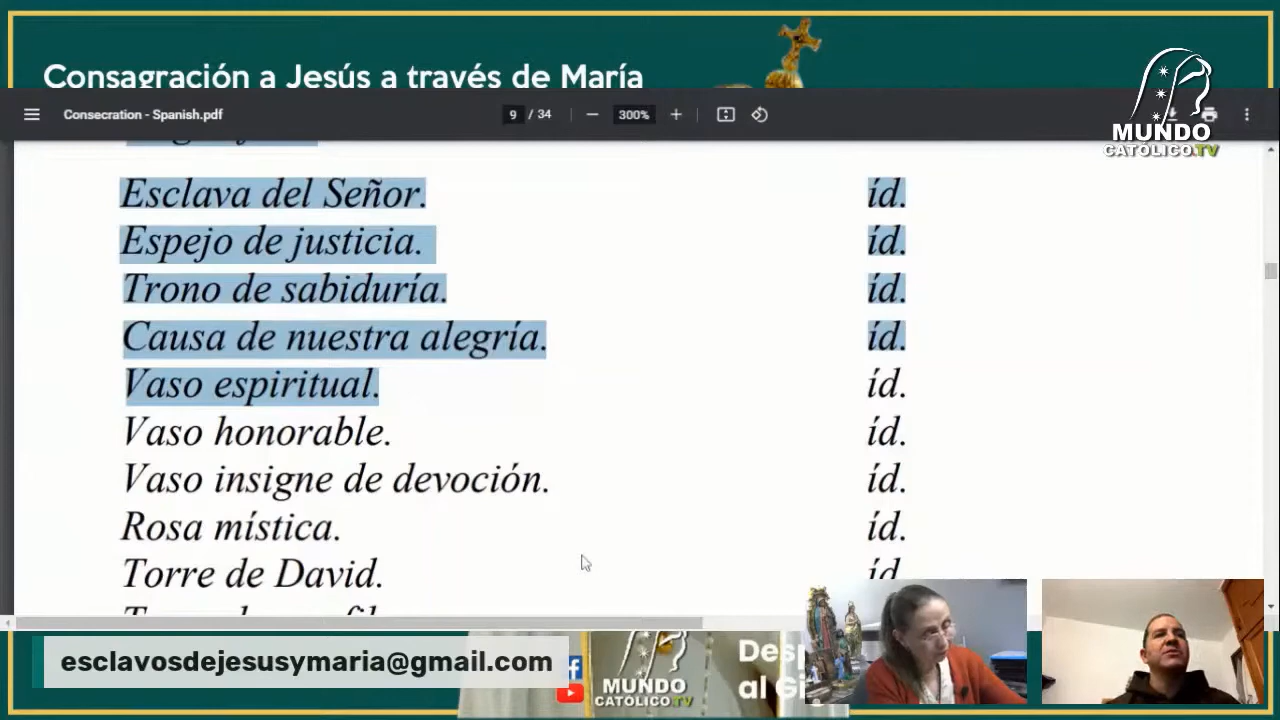 Consagración a Jesús a través de María
Consecration - Spanish.pdf
9 / 34
300%
MUNDO
CATÓLICO.TV
Esclava del Señor. íd.
Espejo de justicia. íd.
Trono de sabiduría. íd.
Causa de nuestra alegría. íd.
Vaso espiritual. íd.
Vaso honorable. íd.
Vaso insigne de devoción. íd.
Rosa mística. íd.
Torre de David. íd.
esclavosdejesusymaria@gmail.com
MUNDO
CATÓLICO.TV